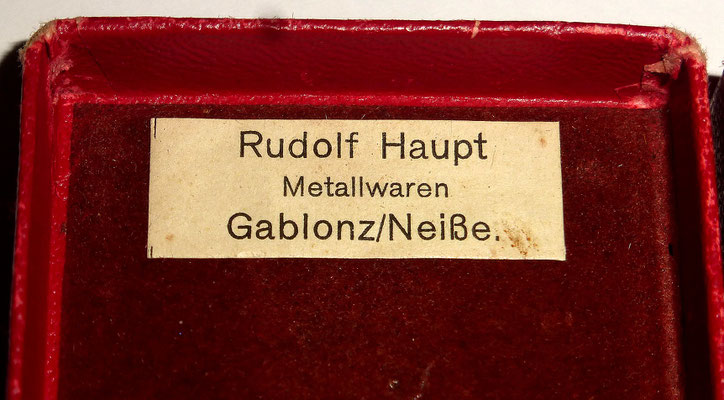 Rudolf Haupt
Metallwaren
Gablonz/Neiße.